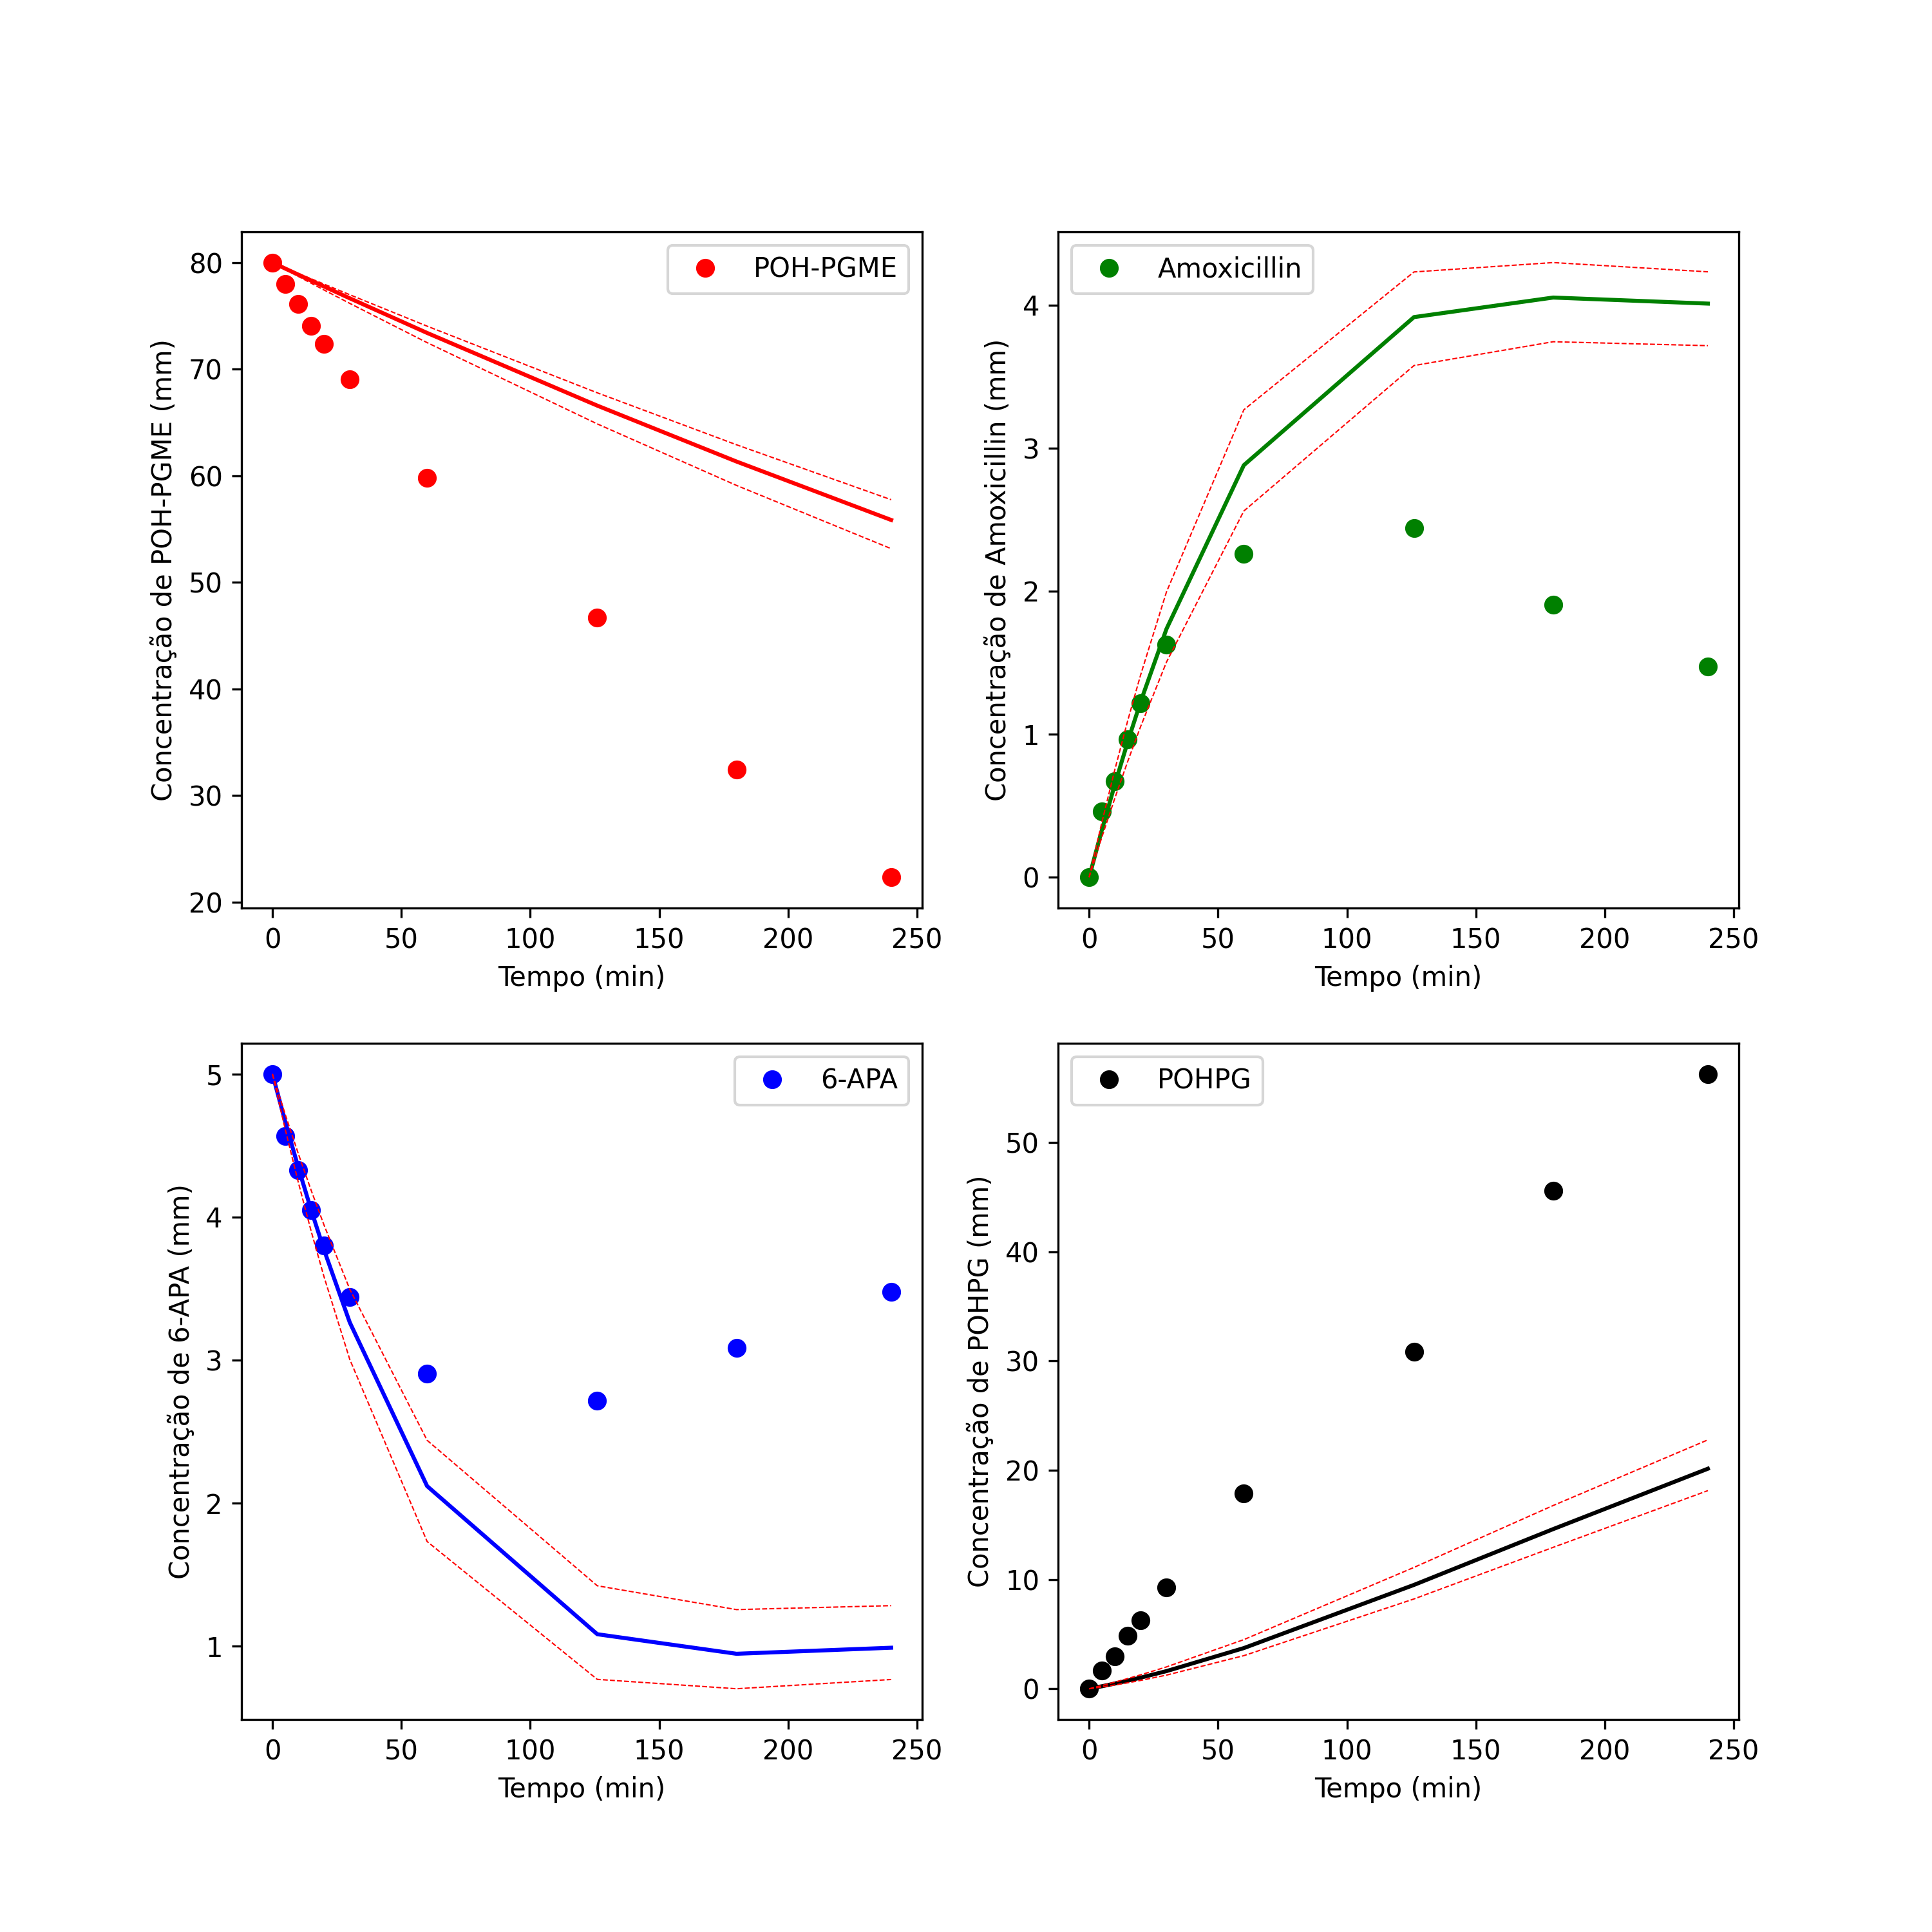 POH-PGME
Concentração de POH-PGME (mm)
80
70
60
50
40
30
20
0 50 100 150 200 250
Tempo (min)
Amoxicillin
Concentração de Amoxicillin (mm)
4
3
2
1
0
0 50 100 150 200 250
Tempo (min)
6-APA
Concentração de 6-APA (mm)
5
4
3
2
1
0 50 100 150 200 250
Tempo (min)
POHPG
Concentração de POHPG (mm)
50
40
30
20
10
0
0 50 100 150 200 250
Tempo (min)